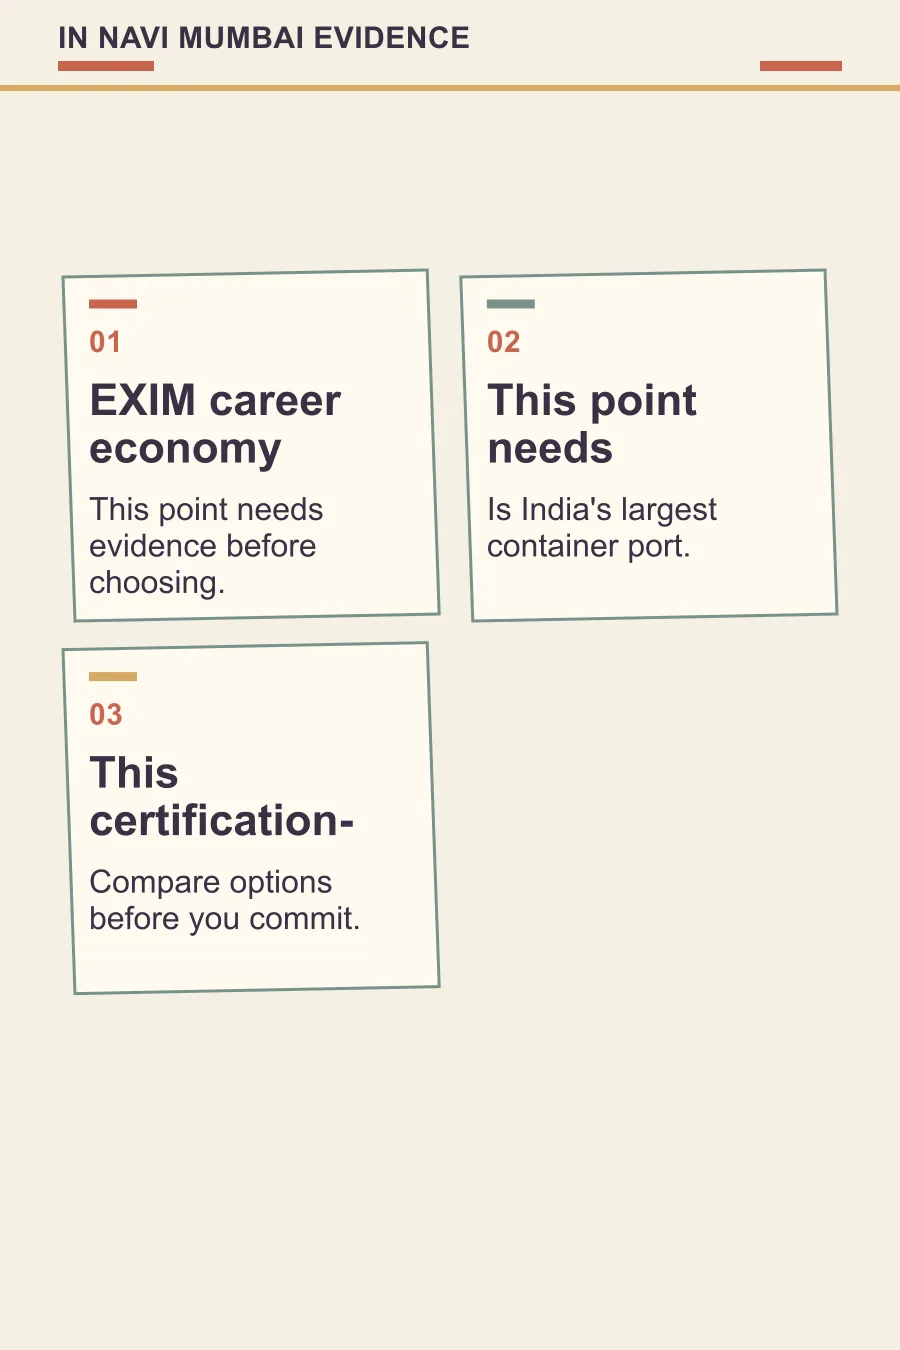 IN NAVI MUMBAI EVIDENCE
01
EXIM career
economy
This point needs
evidence before
choosing.
02
This point
needs
Is India's largest
container port.
03
This
certification-
Compare options
before you commit.